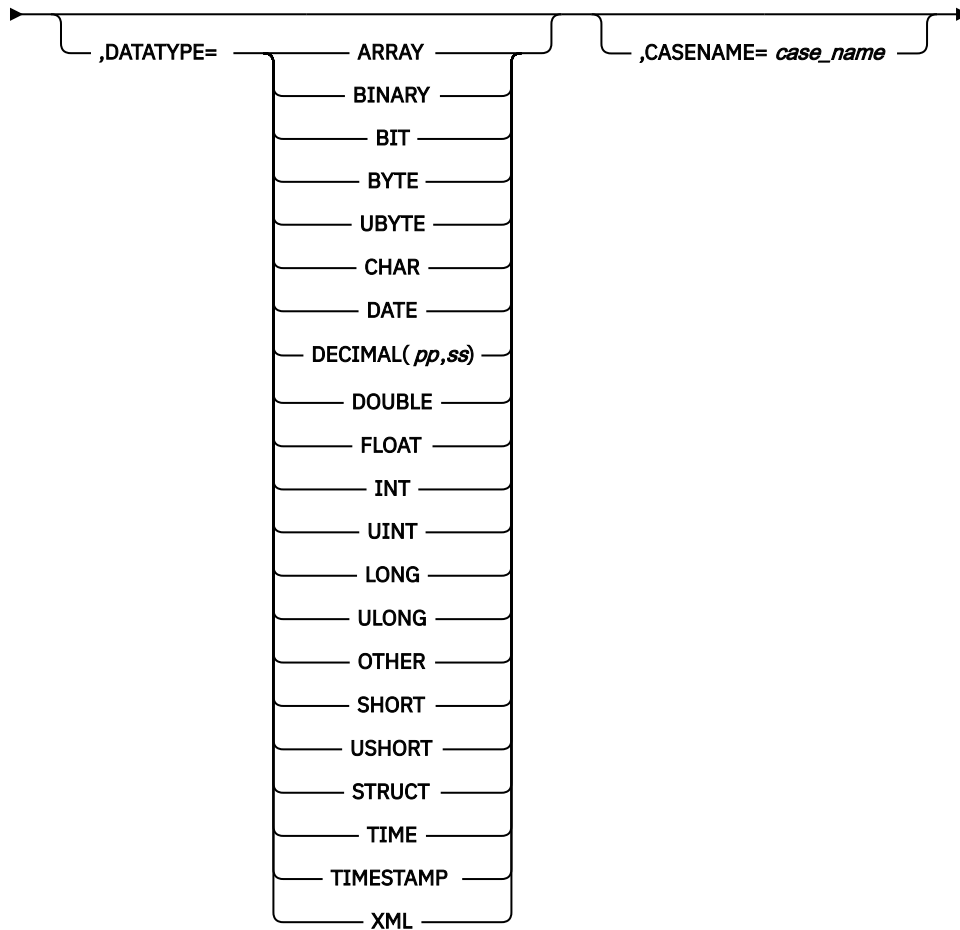 ,DATATYPE= ARRAY ,CASENAME= case_name
BINARY
BIT
BYTE
UBYTE
CHAR
DATE
DECIMAL( pp,ss)
DOUBLE
FLOAT
INT
UINT
LONG
ULONG
OTHER
SHORT
USHORT
STRUCT
TIME
TIMESTAMP
XML